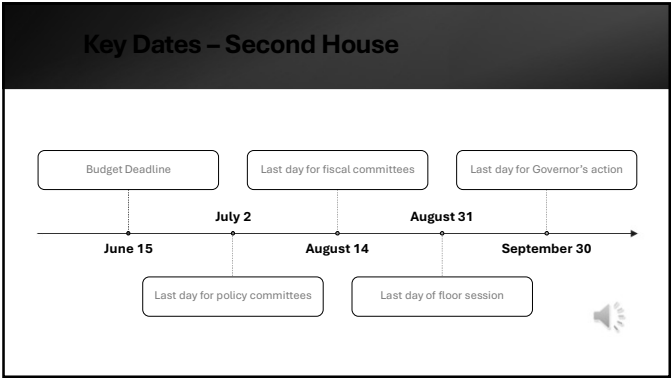 Key Dates – Second House
Budget Deadline
Last day for fiscal committees
Last day for Governor's action
July 2
August 31
June 15
August 14
September 30
Last day for policy committees
Last day of floor session